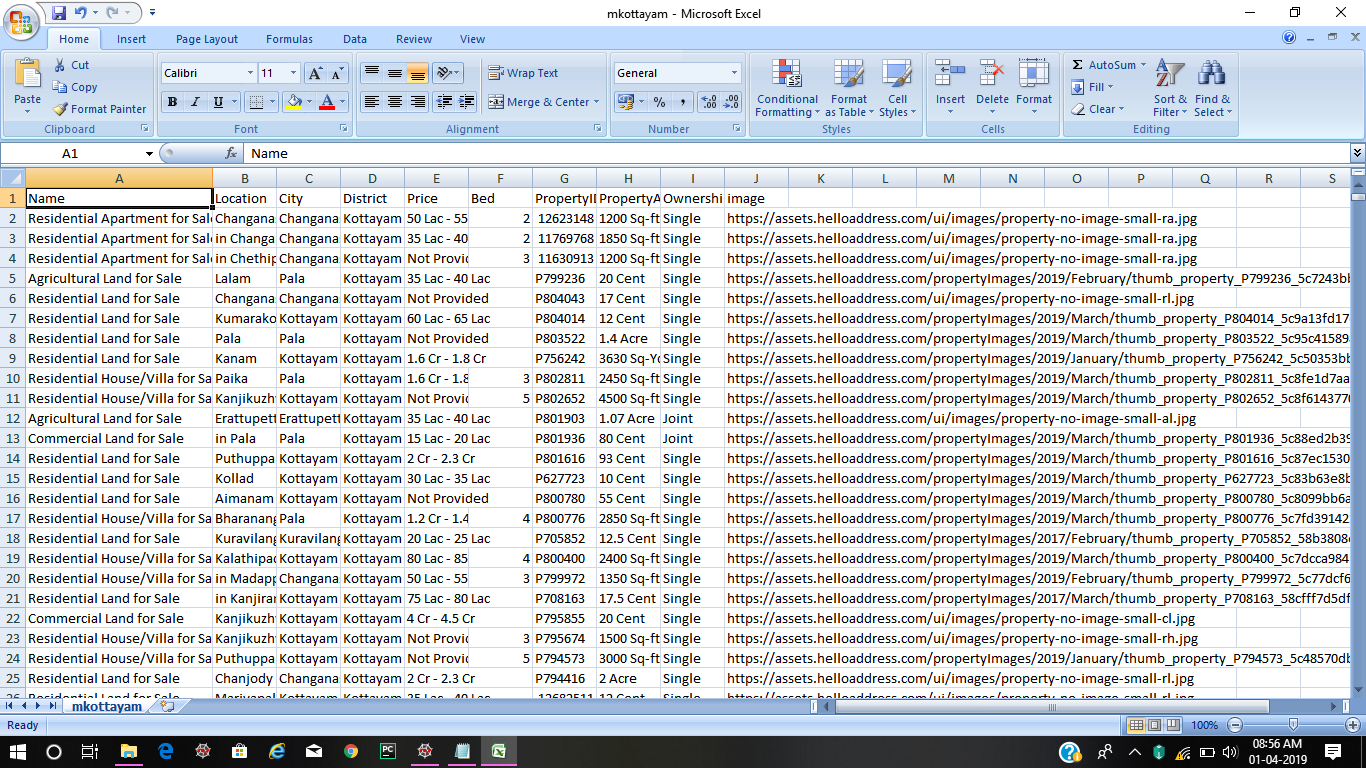 mkottayam - Microsoft Excel
Home Insert Page Layout Formulas Data Review View
Paste Cut Copy Format Painter Clipboard
Calibri 11 A A B I U A Font
Wrap Text Merge & Center Alignment
General % , Number
Conditional Formatting Format as Table Cell Styles Styles
Insert Delete Format Cells
Σ AutoSum Fill Clear Sort & Filter Find & Select Editing
A1 fx Name
A B C D E F G H I J K L M N O P Q R S
1 Name Location City District Price Bed PropertyI PropertyA Ownershi image
2 Residential Apartment for Sal Changana Changana Kottayam 50 Lac - 55 2 12623148 1200 Sq-ft Single https://assets.helloaddress.com/ui/images/property-no-image-small-ra.jpg
3 Residential Apartment for Sal in Changa Changana Kottayam 35 Lac - 40 2 11769768 1850 Sq-ft Single https://assets.helloaddress.com/ui/images/property-no-image-small-ra.jpg
4 Residential Apartment for Sal in Chethip Changana Kottayam Not Provid 3 11630913 1200 Sq-ft Single https://assets.helloaddress.com/ui/images/property-no-image-small-ra.jpg
5 Agricultural Land for Sale Lalam Pala Kottayam 35 Lac - 40 Lac P799236 20 Cent Single https://assets.helloaddress.com/propertyImages/2019/February/thumb_property_P799236_5c7243bb
6 Residential Land for Sale Changana Changana Kottayam Not Provided P804043 17 Cent Single https://assets.helloaddress.com/ui/images/property-no-image-small-rl.jpg
7 Residential Land for Sale Kumarako Kottayam Kottayam 60 Lac - 65 Lac P804014 12 Cent Single https://assets.helloaddress.com/propertyImages/2019/March/thumb_property_P804014_5c9a13fd17
8 Residential Land for Sale Pala Pala Kottayam Not Provided P803522 1.4 Acre Single https://assets.helloaddress.com/propertyImages/2019/March/thumb_property_P803522_5c95c41589
9 Residential Land for Sale Kanam Kottayam Kottayam 1.6 Cr - 1.8 Cr P756242 3630 Sq-Ya Single https://assets.helloaddress.com/propertyImages/2019/January/thumb_property_P756242_5c50353bb
10 Residential House/Villa for Sa Paika Pala Kottayam 1.6 Cr - 1.8 3 P802811 2450 Sq-ft Single https://assets.helloaddress.com/propertyImages/2019/March/thumb_property_P802811_5c8fe1d7aa
11 Residential House/Villa for Sa Kanjikuzh Kottayam Kottayam Not Provid 5 P802652 4500 Sq-ft Single https://assets.helloaddress.com/propertyImages/2019/March/thumb_property_P802652_5c8f6143770
12 Agricultural Land for Sale Erattupett Erattupett Kottayam 35 Lac - 40 Lac P801903 1.07 Acre Joint https://assets.helloaddress.com/ui/images/property-no-image-small-al.jpg
13 Commercial Land for Sale in Pala Pala Kottayam 15 Lac - 20 Lac P801936 80 Cent Joint https://assets.helloaddress.com/propertyImages/2019/March/thumb_property_P801936_5c88ed2b39
14 Residential Land for Sale Puthuppa Kottayam Kottayam 2 Cr - 2.3 Cr P801616 93 Cent Single https://assets.helloaddress.com/propertyImages/2019/March/thumb_property_P801616_5c87ec1530
15 Residential Land for Sale Kollad Kottayam Kottayam 30 Lac - 35 Lac P627723 10 Cent Single https://assets.helloaddress.com/propertyImages/2019/March/thumb_property_P627723_5c83b63e8b
16 Residential Land for Sale Aimanam Kottayam Kottayam Not Provided P800780 55 Cent Single https://assets.helloaddress.com/propertyImages/2019/March/thumb_property_P800780_5c8099bb6a
17 Residential House/Villa for Sa Bharanang Pala Kottayam 1.2 Cr - 1.4 4 P800776 2850 Sq-ft Single https://assets.helloaddress.com/propertyImages/2019/March/thumb_property_P800776_5c7fd39142
18 Residential Land for Sale Kuravilang Kuravilang Kottayam 20 Lac - 25 Lac P705852 12.5 Cent Single https://assets.helloaddress.com/propertyImages/2017/February/thumb_property_P705852_58b3808
19 Residential House/Villa for Sa Kalathipad Kottayam Kottayam 80 Lac - 85 4 P800400 2400 Sq-ft Single https://assets.helloaddress.com/propertyImages/2019/March/thumb_property_P800400_5c7dcca984
20 Residential House/Villa for Sa in Madapp Changana Kottayam 50 Lac - 55 3 P799972 1350 Sq-ft Single https://assets.helloaddress.com/propertyImages/2019/February/thumb_property_P799972_5c77dcf6
21 Residential Land for Sale in Kanjiran Kottayam Kottayam 75 Lac - 80 Lac P708163 17.5 Cent Single https://assets.helloaddress.com/propertyImages/2017/March/thumb_property_P708163_58cfff7d5df
22 Commercial Land for Sale Kanjikuzh Kottayam Kottayam 4 Cr - 4.5 Cr P795855 20 Cent Single https://assets.helloaddress.com/ui/images/property-no-image-small-cl.jpg
23 Residential House/Villa for Sa Kanjikuzh Kottayam Kottayam Not Provid 3 P795674 1500 Sq-ft Single https://assets.helloaddress.com/ui/images/property-no-image-small-rh.jpg
24 Residential House/Villa for Sa Puthuppa Kottayam Kottayam Not Provid 5 P794573 3000 Sq-ft Single https://assets.helloaddress.com/propertyImages/2019/January/thumb_property_P794573_5c48570db
25 Residential Land for Sale Chanjody Changana Kottayam 2 Cr - 2.3 Cr P794416 2 Acre Single https://assets.helloaddress.com/ui/images/property-no-image-small-rl.jpg
mkottayam
Ready 100%
08:56 AM
01-04-2019